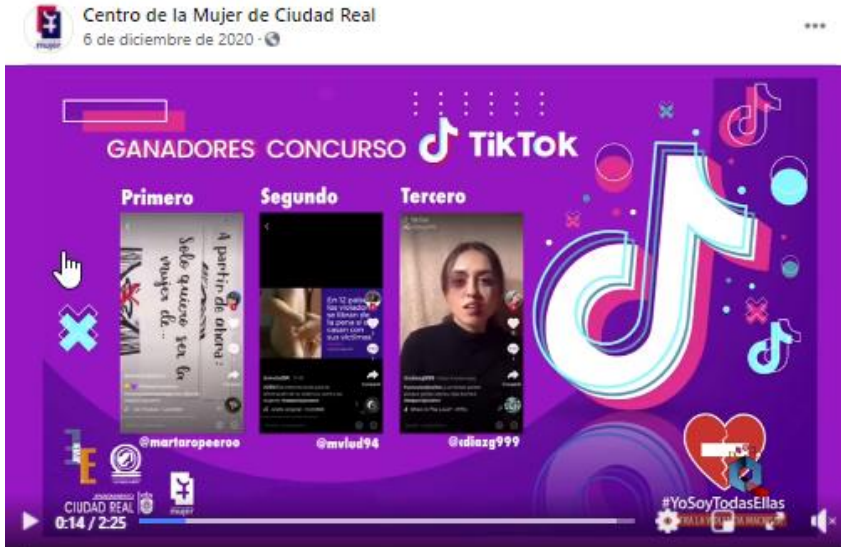 Centro de la Mujer de Ciudad Real
6 de diciembre de 2020
mujer
GANADORES CONCURSO TikTok
Primero
Segundo
Tercero
A partir de ahora:
Solo quiero ser la
mujer de...
En 12 países
los violadores
se libran de
la pena si se
casan con
sus víctimas.
@martaropeeroo
@mvlud94
@cdiazg999
CIUDAD REAL
mujer
#YoSoyTodasEllas
0:14 / 2:25